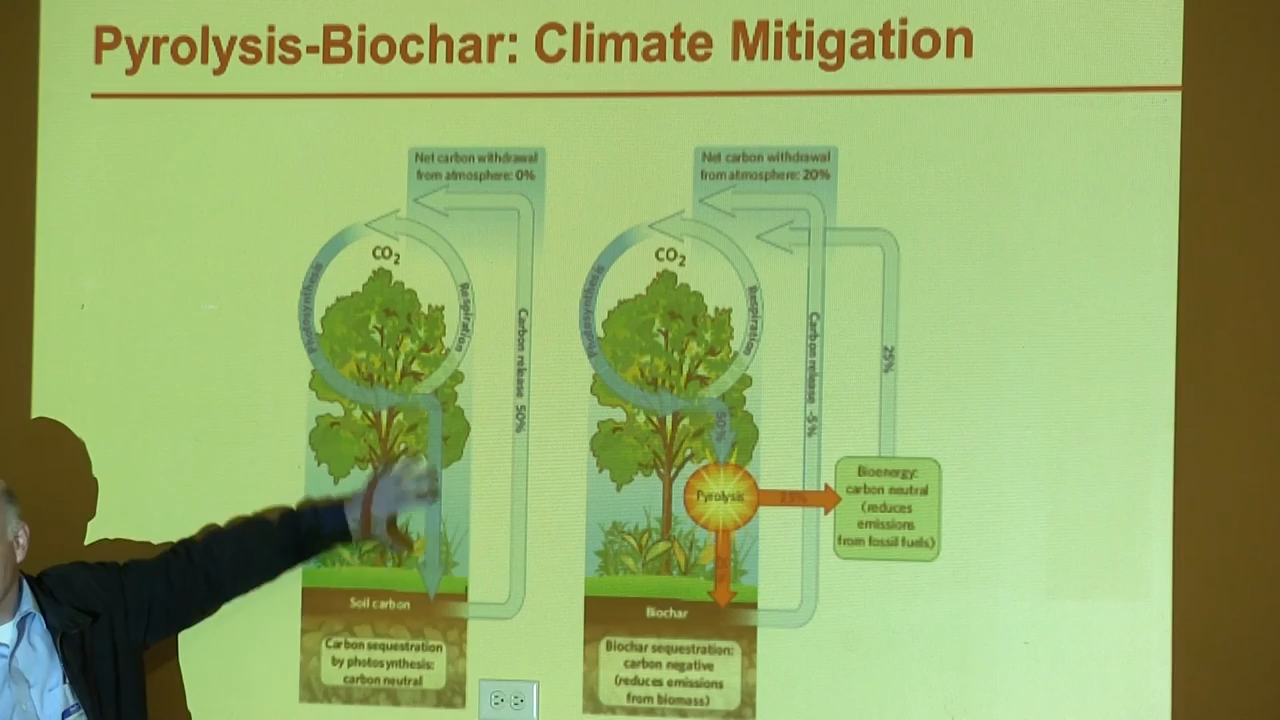 Pyrolysis-Biochar: Climate Mitigation
Net carbon withdrawal
from atmosphere: 0%
CO2
Photosynthesis
Respiration
Carbon release 50%
Soil carbon
Carbon sequestration
by photosynthesis:
carbon neutral
Net carbon withdrawal
from atmosphere: 20%
CO2
Photosynthesis
Respiration
50%
Carbon release -5%
25%
Pyrolysis
25%
Bioenergy:
carbon neutral
(reduces
emissions
from fossil fuels)
Biochar
Biochar sequestration:
carbon negative
(reduces emissions
from biomass)